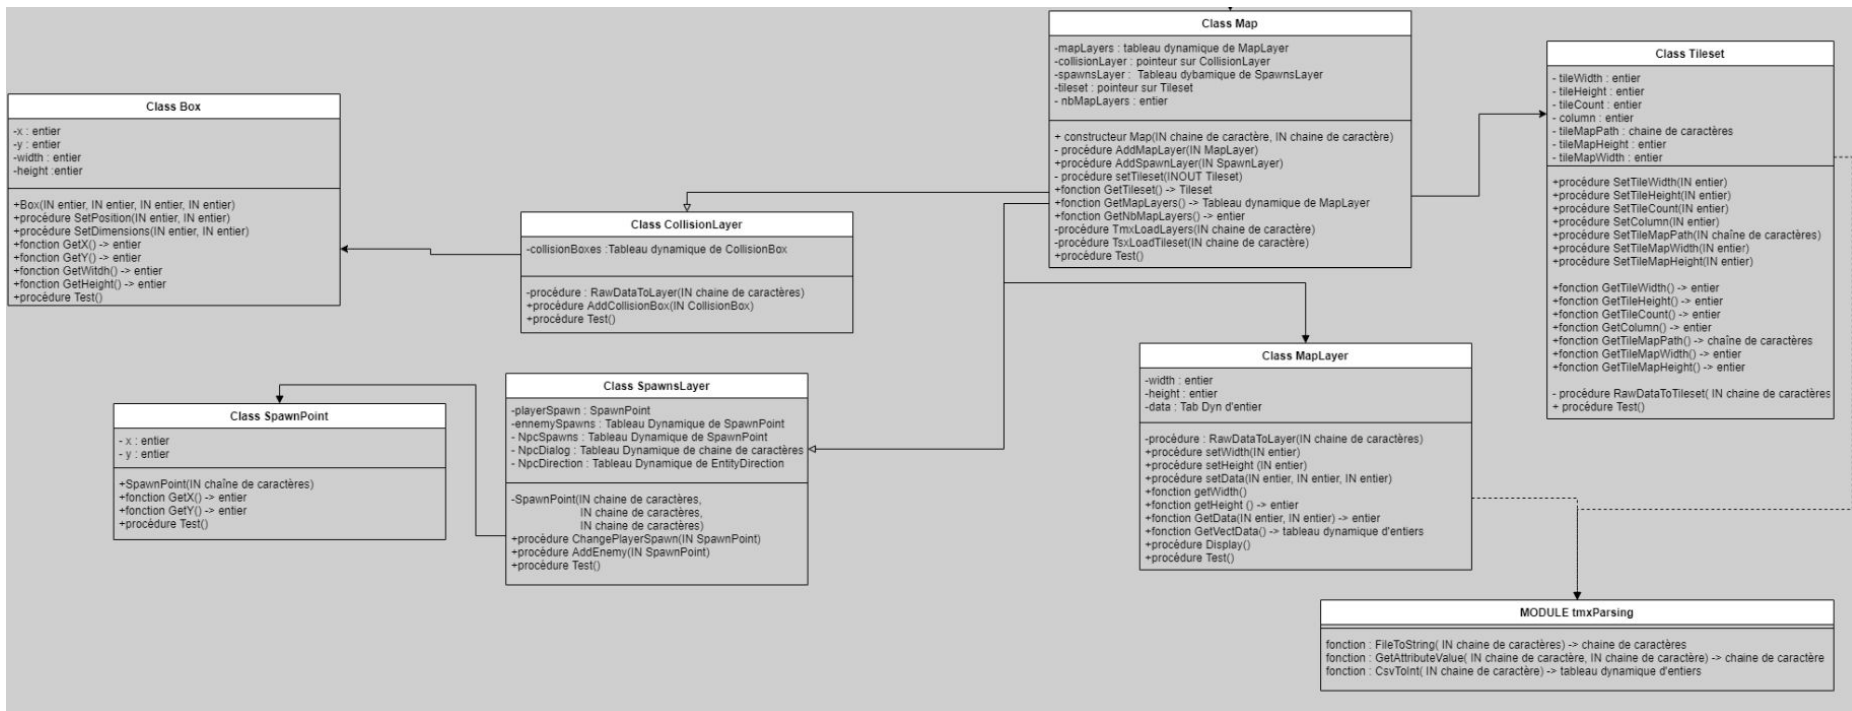 Class Map
-mapLayers : tableau dynamique de MapLayer
-collisionLayer : pointeur sur CollisionLayer
-spawnsLayer : Tableau dybamique de SpawnsLayer
-tileset : pointeur sur Tileset
- nbMapLayers : entier
+ constructeur Map(IN chaine de caractère, IN chaine de caractère)
- procédure AddMapLayer(IN MapLayer)
+procédure AddSpawnLayer(IN SpawnLayer)
- procédure setTileset(INOUT Tileset)
+fonction GetTileset() -> Tileset
+fonction GetMapLayers() -> Tableau dynamique de MapLayer
+fonction GetNbMapLayers() -> entier
-procédure TmxLoadLayers(IN chaine de caractère)
-procédure TsxLoadTileset(IN chaine de caractère)
+procédure Test()
Class Tileset
- tileWidth : entier
- tileHeight : entier
- tileCount : entier
- column : entier
- tileMapPath : chaine de caractères
- tileMapHeight : entier
- tileMapWidth : entier
+procédure SetTileWidth(IN entier)
+procédure SetTileHeight(IN entier)
+procédure SetTileCount(IN entier)
+procédure SetColumn(IN entier)
+procédure SetTileMapPath(IN chaîne de caractères)
+procédure SetTileMapWidth(IN entier)
+procédure SetTileMapHeight(IN entier)
+fonction GetTileWidth() -> entier
+fonction GetTileHeight() -> entier
+fonction GetTileCount() -> entier
+fonction GetColumn() -> entier
+fonction GetTileMapPath() -> chaîne de caractères
+fonction GetTileMapWidth() -> entier
+fonction GetTileMapHeight() -> entier
- procédure RawDataToTileset( IN chaine de caractères
+ procédure Test()
Class Box
-x : entier
-y : entier
-width : entier
-height :entier
+Box(IN entier, IN entier, IN entier, IN entier)
+procédure SetPosition(IN entier, IN entier)
+procédure SetDimensions(IN entier, IN entier)
+fonction GetX() -> entier
+fonction GetY() -> entier
+fonction GetWitdh() -> entier
+fonction GetHeight() -> entier
+procédure Test()
Class CollisionLayer
-collisionBoxes :Tableau dynamique de CollisionBox
-procédure : RawDataToLayer(IN chaine de caractères)
+procédure AddCollisionBox(IN CollisionBox)
+procédure Test()
Class MapLayer
-width : entier
-height : entier
-data : Tab Dyn d'entier
-procédure : RawDataToLayer(IN chaine de caractères)
+procédure setWidth(IN entier)
+procédure setHeight (IN entier)
+procédure setData(IN entier, IN entier, IN entier)
+fonction getWidth()
+fonction getHeight () -> entier
+fonction GetData(IN entier, IN entier) -> entier
+fonction GetVectData() -> tableau dynamique d'entiers
+procédure Display()
+procédure Test()
Class SpawnsLayer
-playerSpawn : SpawnPoint
-ennemySpawns : Tableau Dynamique de SpawnPoint
- NpcSpawns : Tableau Dynamique de SpawnPoint
- NpcDialog : Tableau Dynamique de chaine de caractères
- NpcDirection : Tableau Dynamique de EntityDirection
-SpawnPoint(IN chaine de caractères,
IN chaine de caractères,
IN chaine de caractères)
+procédure ChangePlayerSpawn(IN SpawnPoint)
+procédure AddEnemy(IN SpawnPoint)
+procédure Test()
Class SpawnPoint
- x : entier
- y : entier
+SpawnPoint(IN chaîne de caractères)
+fonction GetX() -> entier
+fonction GetY() -> entier
+procédure Test()
MODULE tmxParsing
fonction : FileToString( IN chaine de caractères) -> chaine de caractères
fonction : GetAttributeValue( IN chaine de caractère, IN chaine de caractère) -> chaine de caractère
fonction : CsvToInt( IN chaine de caractère) -> tableau dynamique d'entiers